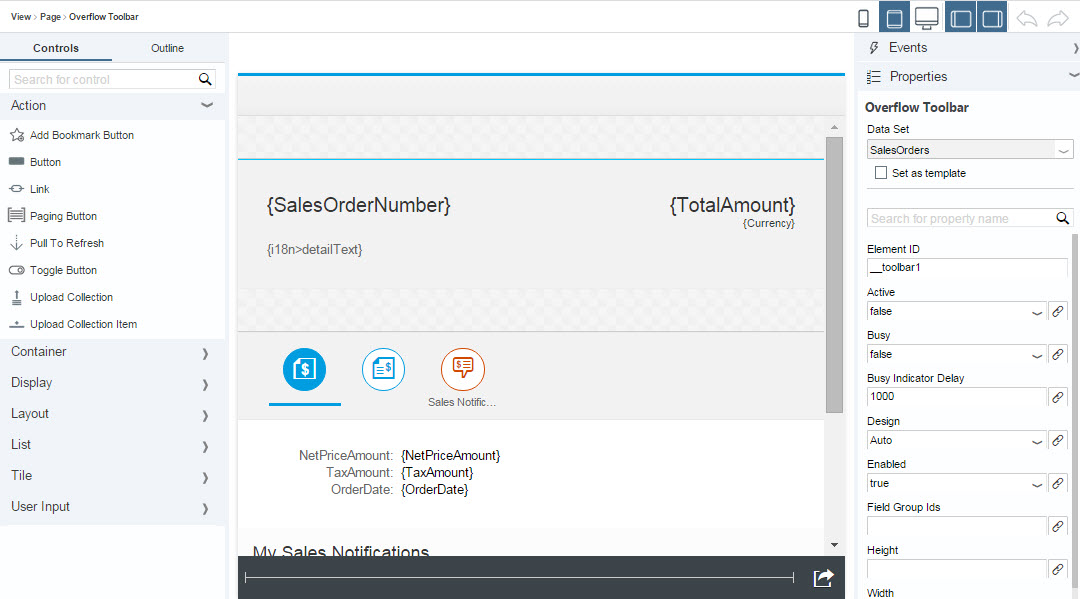 View › Page › Overflow Toolbar
Controls
Outline
Search for control
Action
Add Bookmark Button
Button
Link
Paging Button
Pull To Refresh
Toggle Button
Upload Collection
Upload Collection Item
Container
Display
Layout
List
Tile
User Input
{SalesOrderNumber}
{TotalAmount}
{Currency}
{i18n>detailText}
Sales Notific...
NetPriceAmount: {NetPriceAmount}
TaxAmount: {TaxAmount}
OrderDate: {OrderDate}
My Sales Notifications
Events
Properties
Overflow Toolbar
Data Set
SalesOrders
Set as template
Search for property name
Element ID
__toolbar1
Active
false
Busy
false
Busy Indicator Delay
1000
Design
Auto
Enabled
true
Field Group Ids
Height
Width